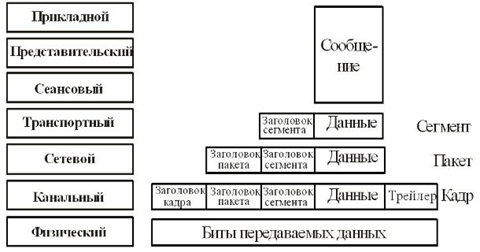 Прикладной
Представительский
Сообще-
ние
Сеансовый
Транспортный
Заголовок
сегмента
Данные
Сегмент
Сетевой
Заголовок
пакета
Заголовок
сегмента
Данные
Пакет
Канальный
Заголовок
кадра
Заголовок
пакета
Заголовок
сегмента
Данные
Трейлер
Кадр
Физический
Биты передаваемых данных